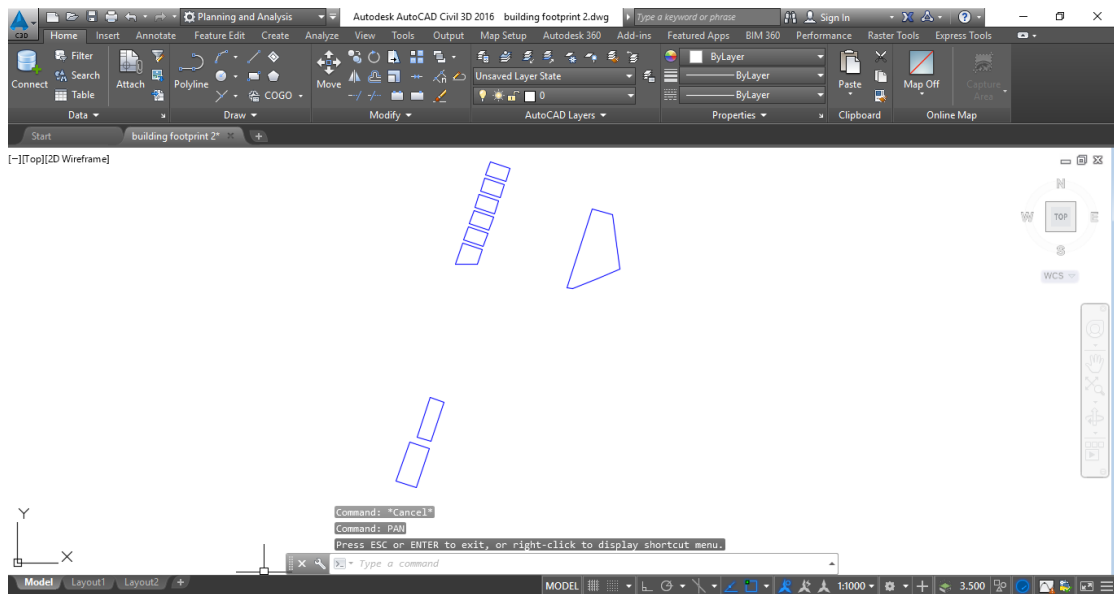 Planning and Analysis
Autodesk AutoCAD Civil 3D 2016 building footprint 2.dwg
Type a keyword or phrase
Sign In
C3D
Home Insert Annotate Feature Edit Create Analyze View Tools Output Map Setup Autodesk 360 Add-ins Featured Apps BIM 360 Performance Raster Tools Express Tools
Connect
Filter
Search
Table
Attach
Polyline
COGO
Move
Unsaved Layer State
0
ByLayer
ByLayer
ByLayer
Paste
Map Off
Capture Area
Data
Draw
Modify
AutoCAD Layers
Properties
Clipboard
Online Map
Start
building footprint 2*
[−][Top][2D Wireframe]
N
W TOP E
S
WCS
Y
X
Command: *Cancel*
Command: PAN
Press ESC or ENTER to exit, or right-click to display shortcut menu.
Type a command
Model Layout1 Layout2 +
MODEL
1:1000
3.500